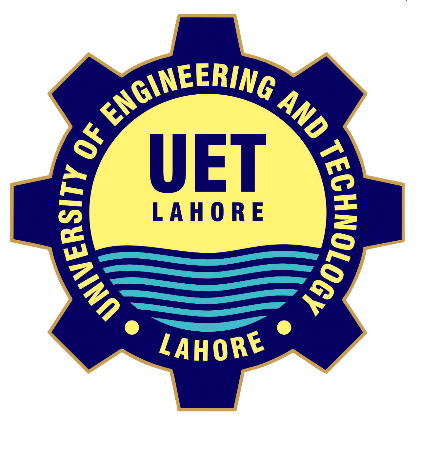 UNIVERSITY OF ENGINEERING AND TECHNOLOGY
UET
LAHORE
LAHORE